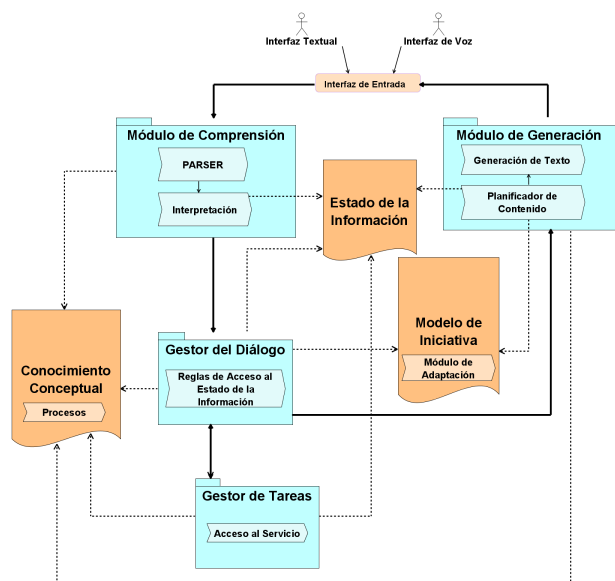 Interfaz Textual
Interfaz de Voz
Interfaz de Entrada
Módulo de Comprensión
PARSER
Interpretación
Módulo de Generación
Generación de Texto
Planificador de
Contenido
Estado de la
Información
Modelo de
Iniciativa
Módulo de
Adaptación
Conocimiento
Conceptual
Procesos
Gestor del Diálogo
Reglas de Acceso al
Estado de la
Información
Gestor de Tareas
Acceso al Servicio